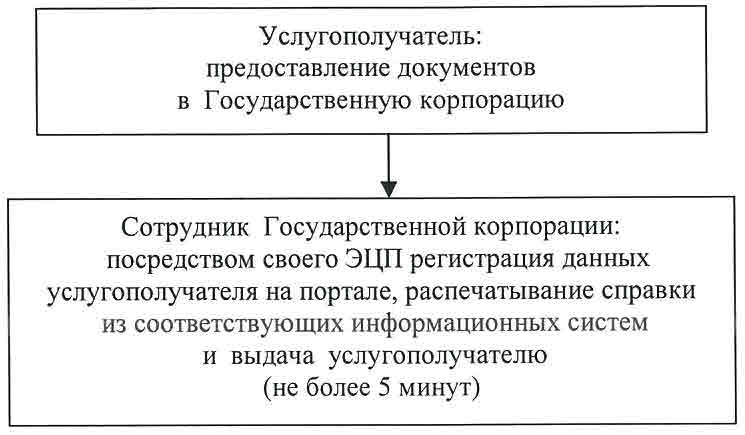 Услугополучатель:
предоставление документов
в Государственную корпорацию
Сотрудник Государственной корпорации:
посредством своего ЭЦП регистрация данных
услугополучателя на портале, распечатывание справки
из соответствующих информационных систем
и выдача услугополучателю
(не более 5 минут)